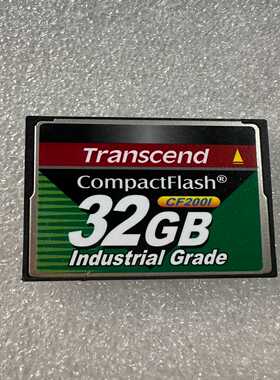 Transcend
CompactFlash®
CF200I
32GB
Industrial Grade